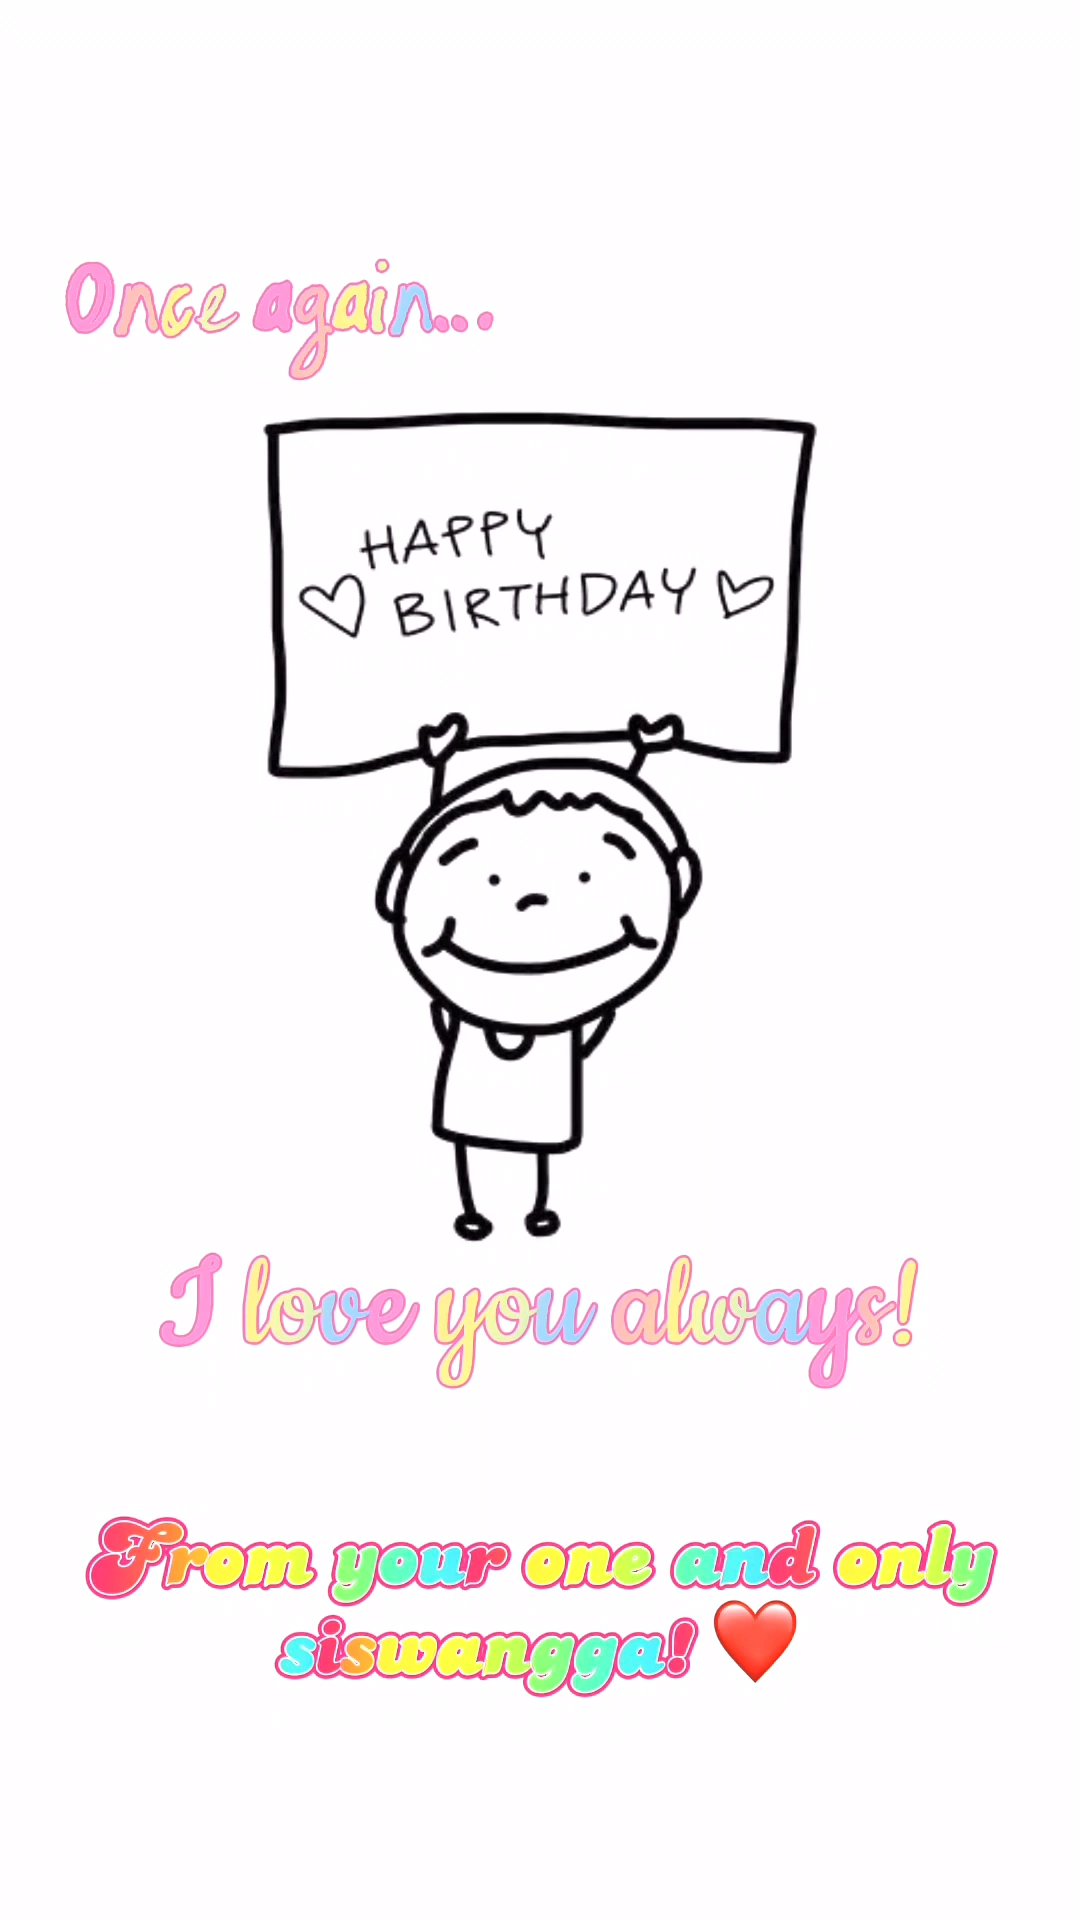 Once again...
HAPPY
BIRTHDAY
I love you always!
From your one and only
siswangga! ❤️